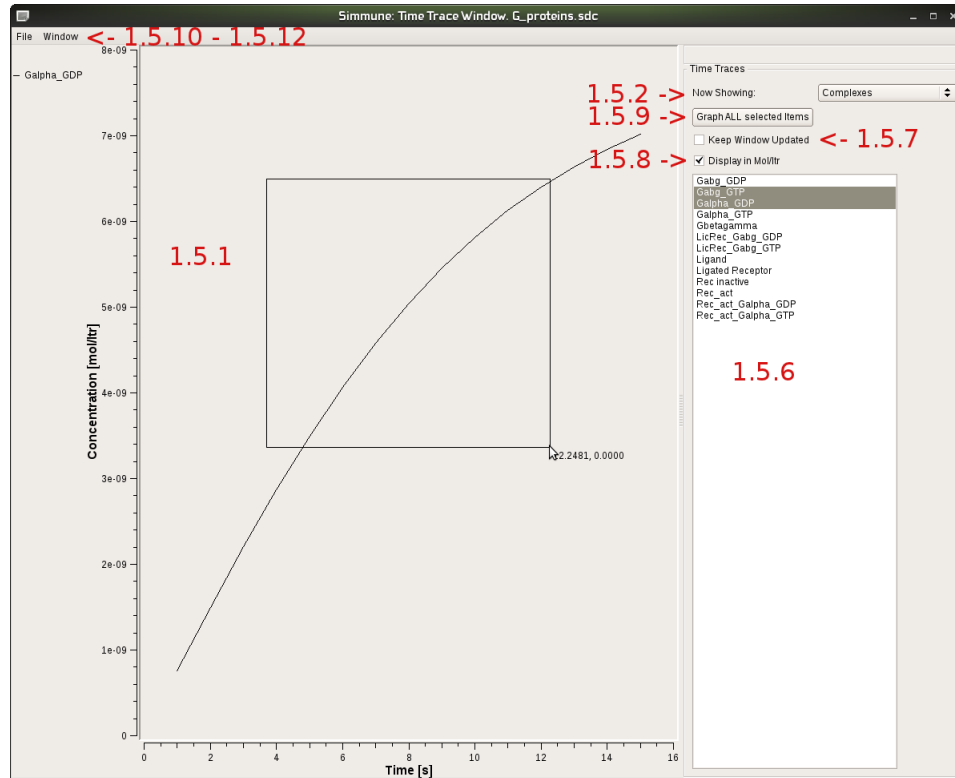 Simmune: Time Trace Window. G_proteins.sdc
File Window <- 1.5.10 - 1.5.12
Galpha_GDP
8e-09
7e-09
6e-09
5e-09
4e-09
3e-09
2e-09
1e-09
0
Concentration [mol/ltr]
1.5.1
2.2481, 0.0000
0 2 4 6 8 10 12 14 16
Time [s]
Time Traces
1.5.2 -> Now Showing: Complexes
1.5.9 -> Graph ALL selected Items
Keep Window Updated <- 1.5.7
1.5.8 -> Display in Mol/ltr
Gabg_GDP
Gabg_GTP
Galpha_GDP
Galpha_GTP
Gbetagamma
LicRec_Gabg_GDP
LicRec_Gabg_GTP
Ligand
Ligated Receptor
Rec inactive
Rec_act
Rec_act_Galpha_GDP
Rec_act_Galpha_GTP
1.5.6